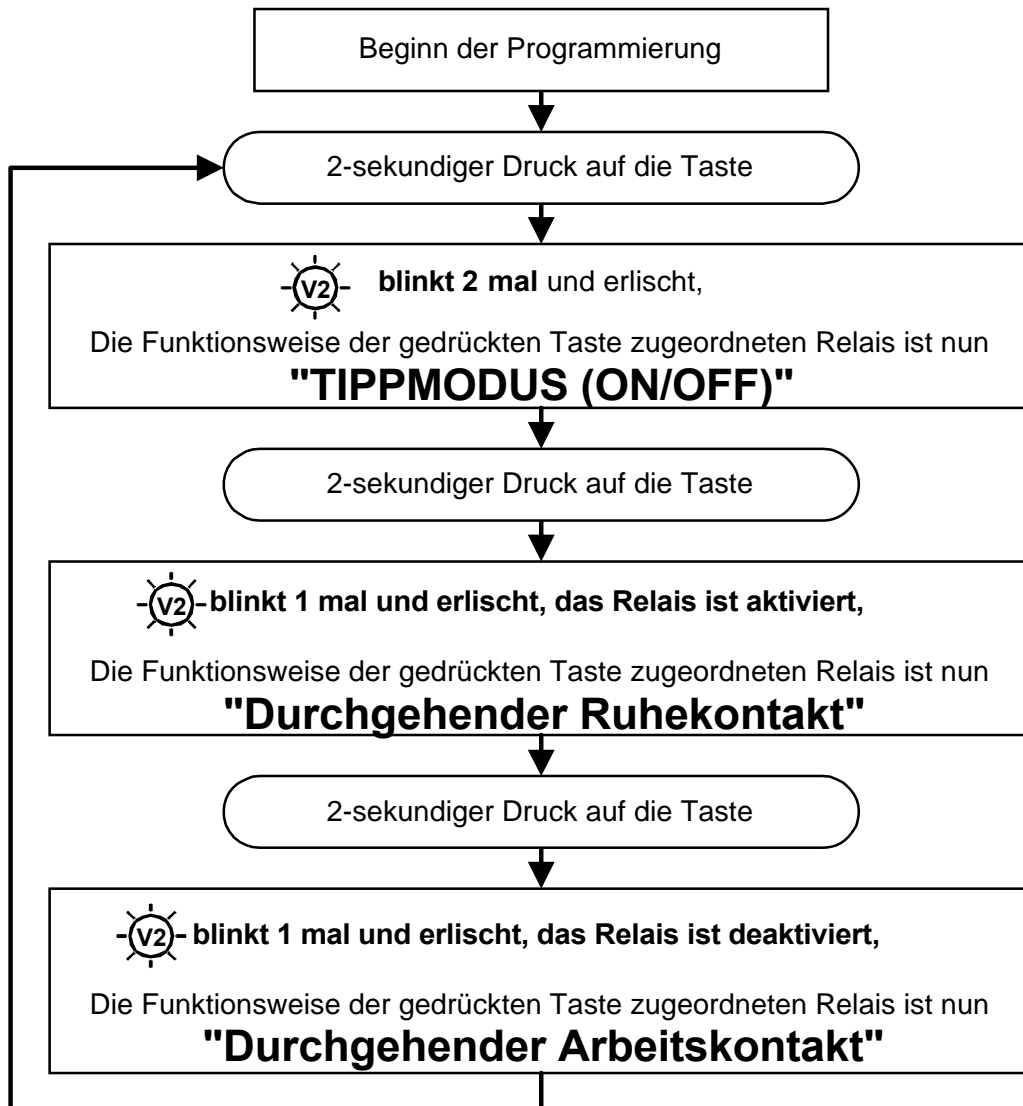 Beginn der Programmierung
2-sekundiger Druck auf die Taste
V2 blinkt 2 mal und erlischt,
Die Funktionsweise der gedrückten Taste zugeordneten Relais ist nun
"TIPPMODUS (ON/OFF)"
2-sekundiger Druck auf die Taste
V2 blinkt 1 mal und erlischt, das Relais ist aktiviert,
Die Funktionsweise der gedrückten Taste zugeordneten Relais ist nun
"Durchgehender Ruhekontakt"
2-sekundiger Druck auf die Taste
V2 blinkt 1 mal und erlischt, das Relais ist deaktiviert,
Die Funktionsweise der gedrückten Taste zugeordneten Relais ist nun
"Durchgehender Arbeitskontakt"